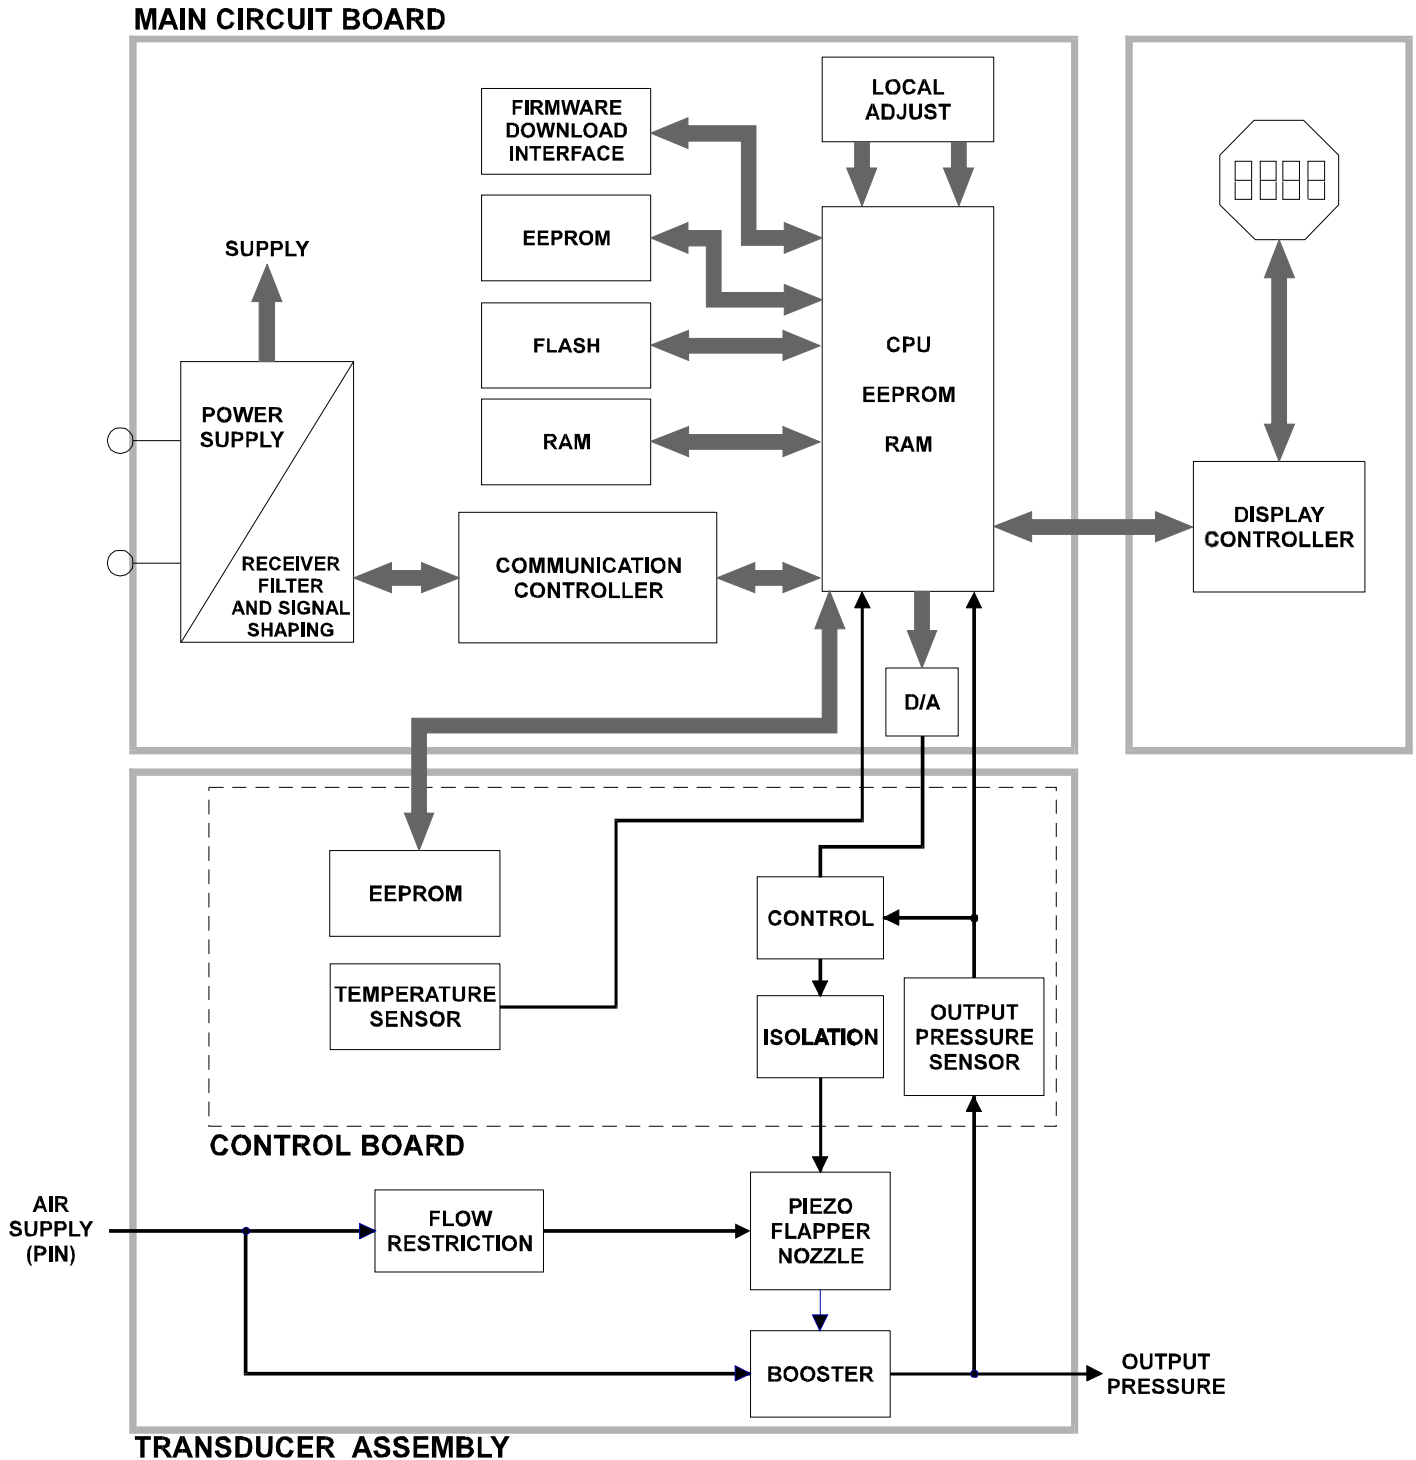 MAIN CIRCUIT BOARD
LOCAL
ADJUST
FIRMWARE
DOWNLOAD
INTERFACE
EEPROM
SUPPLY
FLASH
CPU
EEPROM
RAM
POWER
SUPPLY
RAM
DISPLAY
CONTROLLER
RECEIVER
FILTER
AND SIGNAL
SHAPING
COMMUNICATION
CONTROLLER
D/A
EEPROM
CONTROL
TEMPERATURE
SENSOR
ISOLATION
OUTPUT
PRESSURE
SENSOR
CONTROL BOARD
AIR
SUPPLY
(PIN)
FLOW
RESTRICTION
PIEZO
FLAPPER
NOZZLE
BOOSTER
OUTPUT
PRESSURE
TRANSDUCER ASSEMBLY